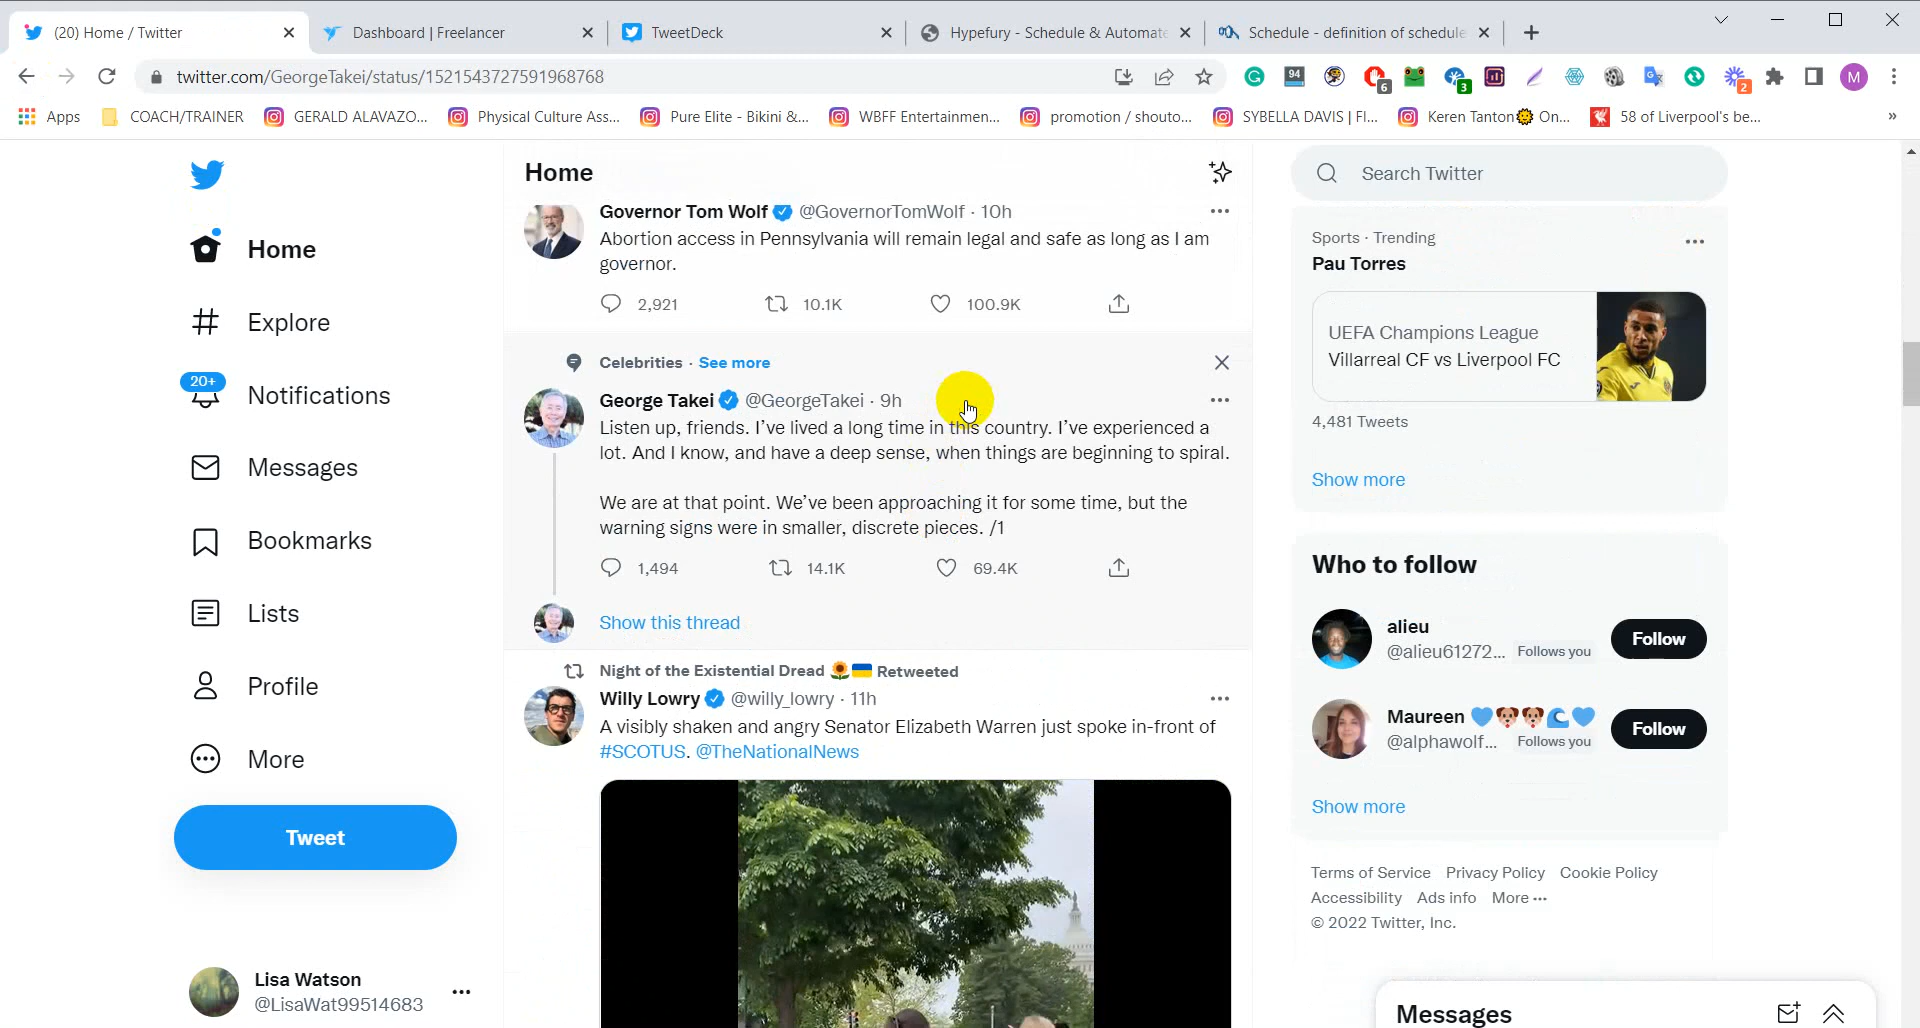 (20) Home / Twitter
Dashboard | Freelancer
TweetDeck
Hypefury - Schedule & Automate
Schedule - definition of schedule
twitter.com/GeorgeTakei/status/1521543727591968768
94
6
3
2
M
Apps
COACH/TRAINER
GERALD ALAVAZO...
Physical Culture Ass...
Pure Elite - Bikini &...
WBFF Entertainmen...
promotion / shouto...
SYBELLA DAVIS | FI...
Keren Tanton🌞 On...
58 of Liverpool's be...
»
Home
Explore
20+
Notifications
Messages
Bookmarks
Lists
Profile
More
Tweet
Lisa Watson
@LisaWat99514683
Home
Governor Tom Wolf @GovernorTomWolf · 10h
Abortion access in Pennsylvania will remain legal and safe as long as I am
governor.
2,921 10.1K 100.9K
Celebrities · See more
George Takei @GeorgeTakei · 9h
Listen up, friends. I’ve lived a long time in this country. I’ve experienced a
lot. And I know, and have a deep sense, when things are beginning to spiral.
We are at that point. We’ve been approaching it for some time, but the
warning signs were in smaller, discrete pieces. /1
1,494 14.1K 69.4K
Show this thread
Night of the Existential Dread 🌻🇺🇦 Retweeted
Willy Lowry @willy_lowry · 11h
A visibly shaken and angry Senator Elizabeth Warren just spoke in-front of
#SCOTUS. @TheNationalNews
Search Twitter
Sports · Trending
Pau Torres
UEFA Champions League
Villarreal CF vs Liverpool FC
4,481 Tweets
Show more
Who to follow
alieu
@alieu61272... Follows you
Follow
Maureen 💙🐶🐶🌊💙
@alphawolf... Follows you
Follow
Show more
Terms of Service Privacy Policy Cookie Policy
Accessibility Ads info More ···
© 2022 Twitter, Inc.
Messages